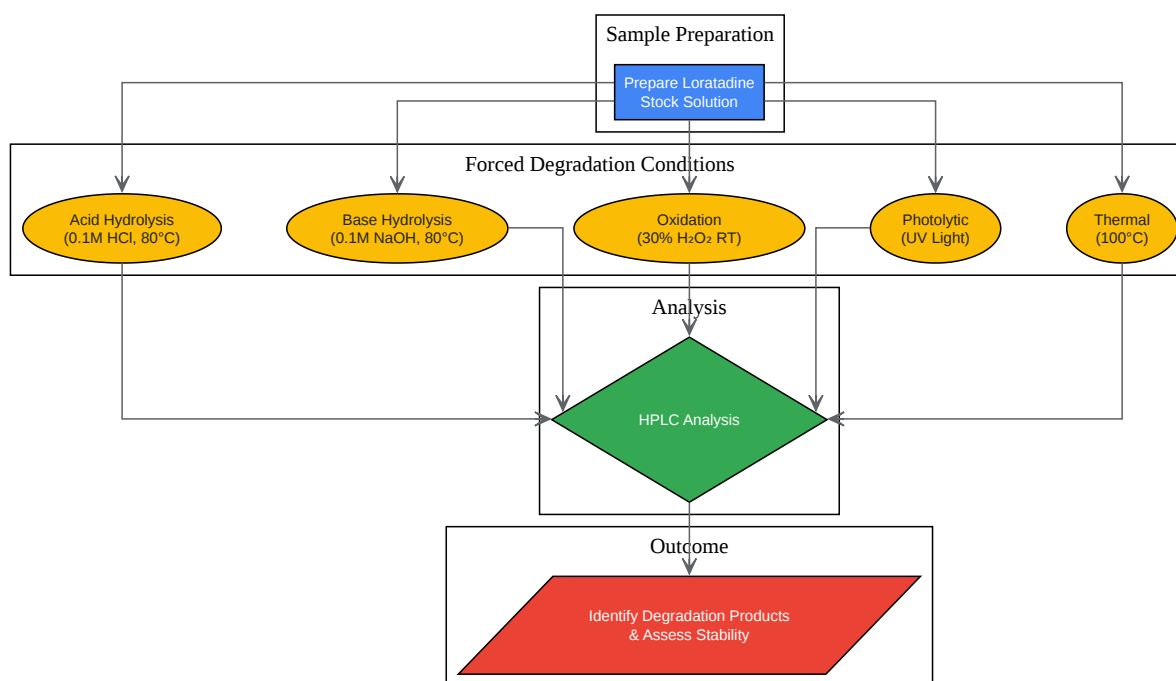 Sample Preparation
Prepare Loratadine
Stock Solution
Forced Degradation Conditions
Acid Hydrolysis
(0.1M HCl, 80°C)
Base Hydrolysis
(0.1M NaOH, 80°C)
Oxidation
(30% H₂O₂ RT)
Photolytic
(UV Light)
Thermal
(100°C)
Analysis
HPLC Analysis
Outcome
Identify Degradation Products
& Assess Stability